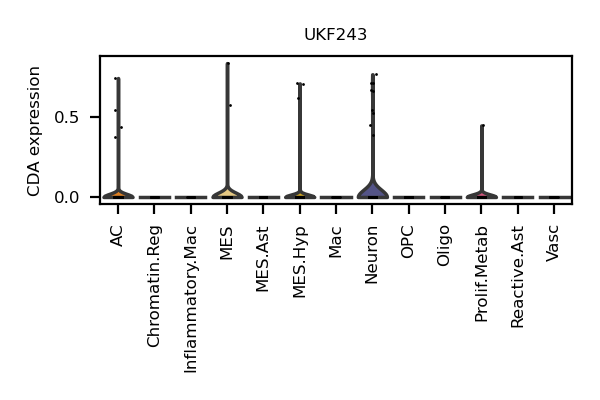 UKF243
CDA expression
0.5
0.0
AC
Chromatin.Reg
Inflammatory.Mac
MES
MES.Ast
MES.Hyp
Mac
Neuron
OPC
Oligo
Prolif.Metab
Reactive.Ast
Vasc